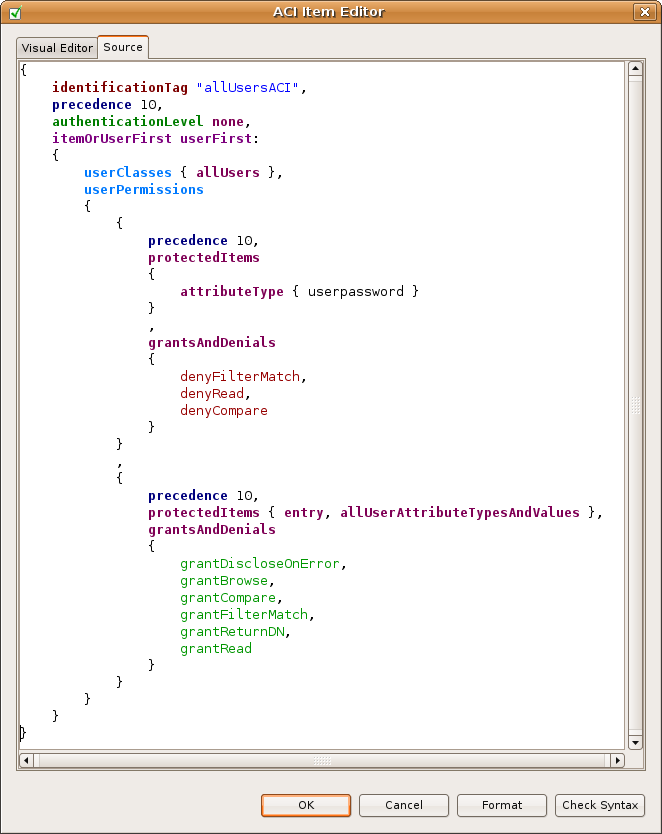 ACI Item Editor
Visual Editor Source
{
identificationTag "allUsersACI",
precedence 10,
authenticationLevel none,
itemOrUserFirst userFirst:
{
userClasses { allUsers },
userPermissions
{
{
precedence 10,
protectedItems
{
attributeType { userpassword }
}
,
grantsAndDenials
{
denyFilterMatch,
denyRead,
denyCompare
}
}
,
{
precedence 10,
protectedItems { entry, allUserAttributeTypesAndValues },
grantsAndDenials
{
grantDiscloseOnError,
grantBrowse,
grantCompare,
grantFilterMatch,
grantReturnDN,
grantRead
}
}
}
}
}
OK Cancel Format Check Syntax